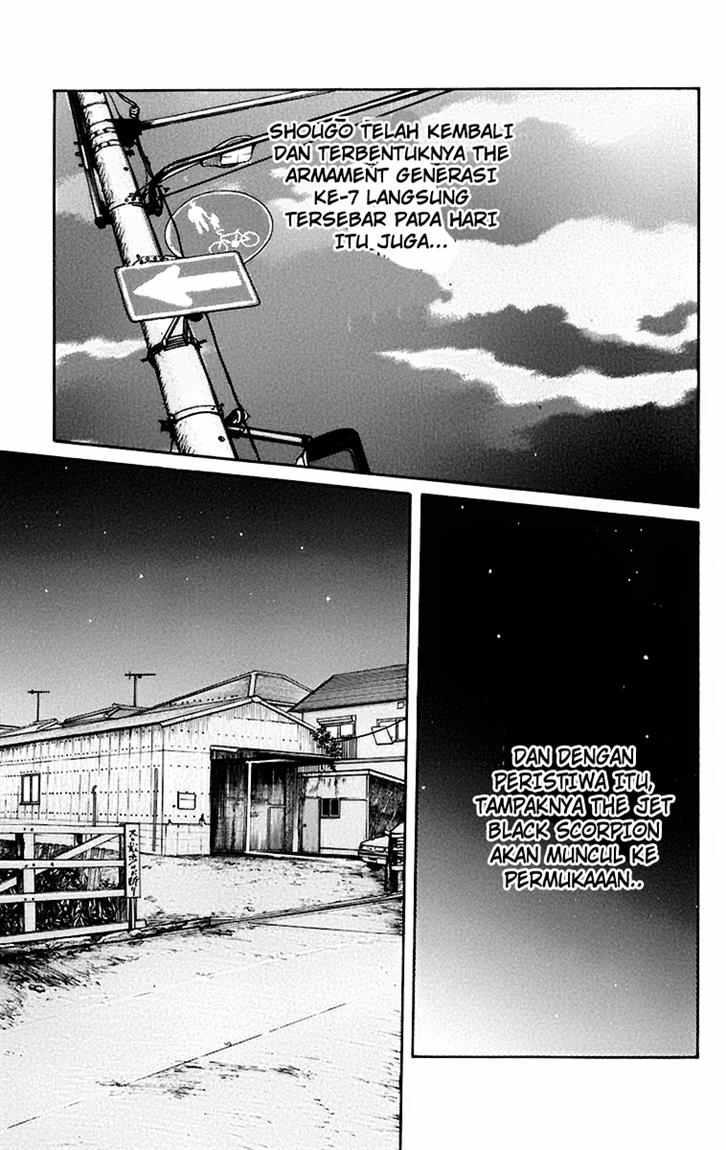 SHOUGO TELAH KEMBALI
DAN TERBENTUKNYA THE
ARMAMENT GENERASI
KE-7 LANGSUNG
TERSEBAR PADA HARI
ITU JUGA...
DAN DENGAN
PERISTIWA ITU,
TAMPAKNYA THE JET
BLACK SCORPION
AKAN MUNCUL KE
PERMUKAAAN..